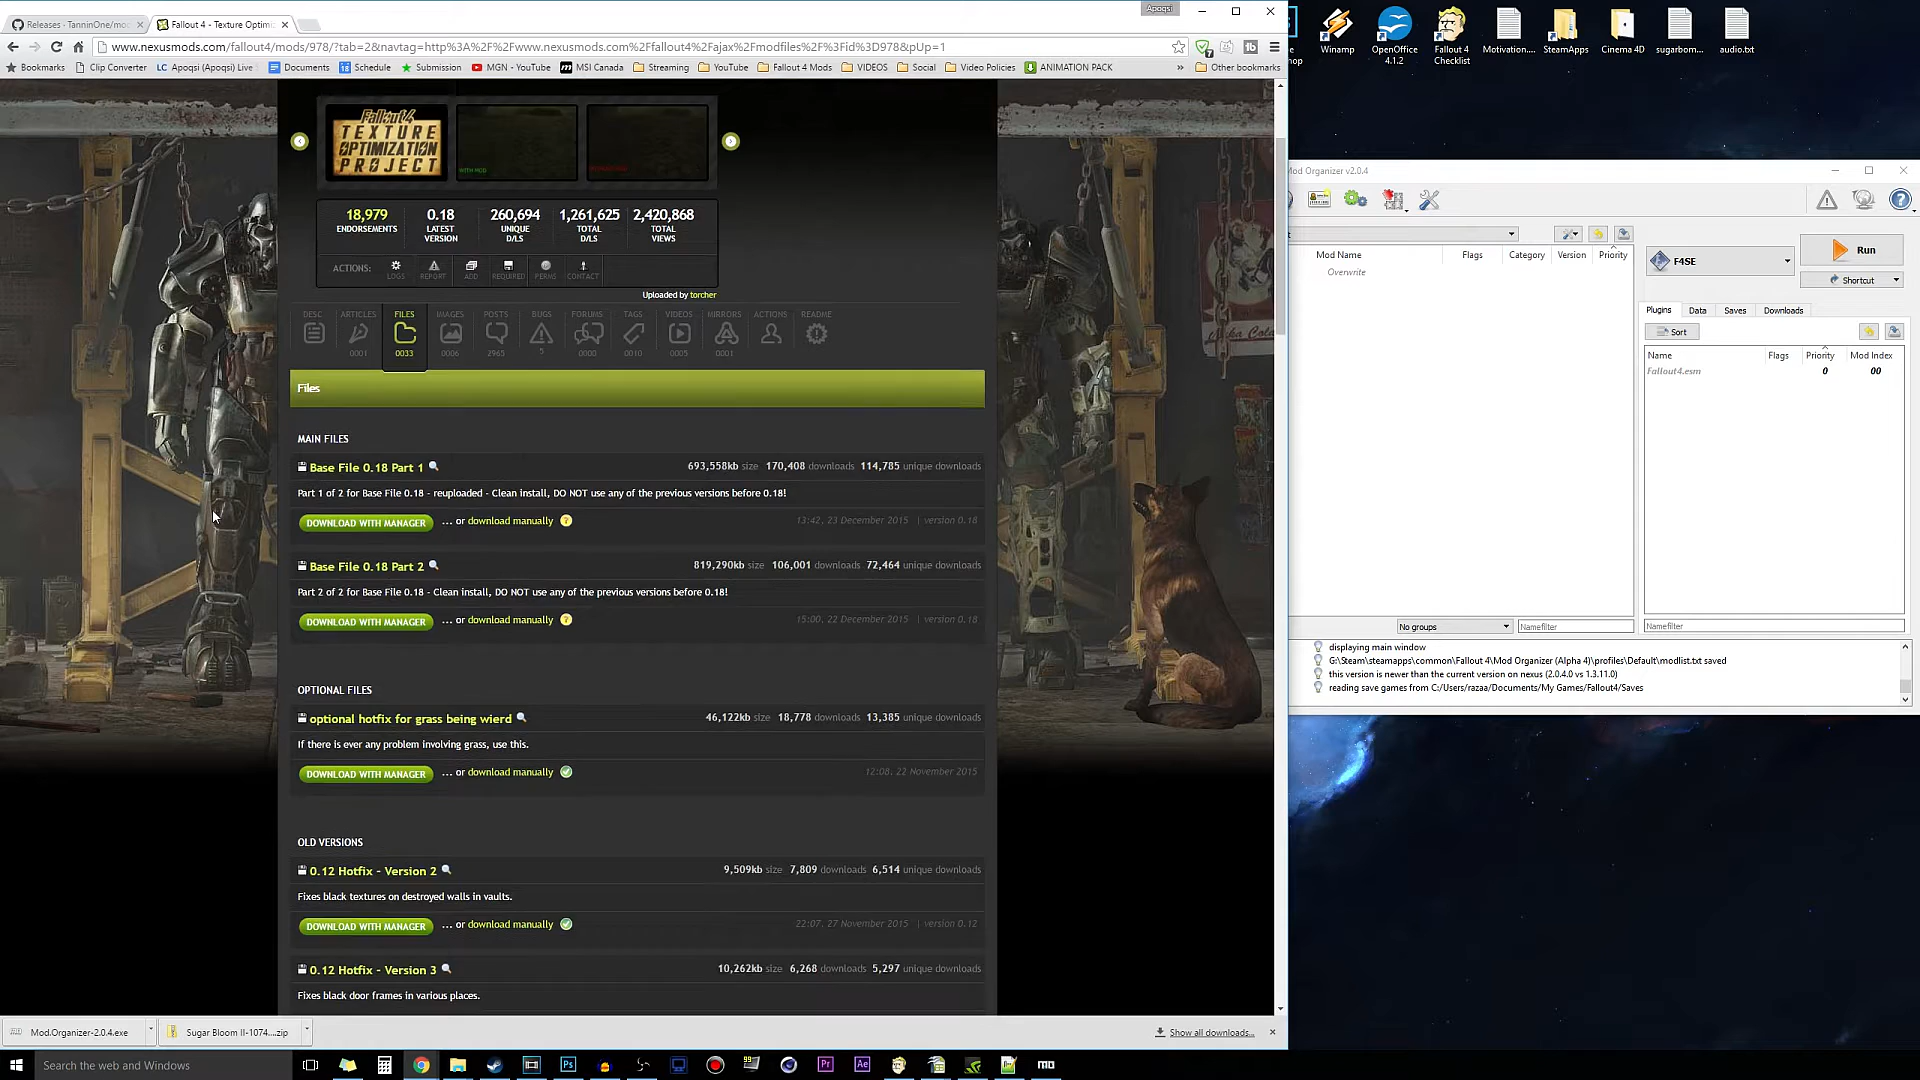 Releases - TanninOne/mo
Fallout 4 - Texture Optimi
Apoqsi
www.nexusmods.com/fallout4/mods/978/?tab=2&navtag=http%3A%2F%2Fwww.nexusmods.com%2Ffallout4%2Fajax%2Fmodfiles%2F%3Fid%3D978&pUp=1
Bookmarks
Clip Converter
Apoqsi (Apoqsi) Live
Documents
Schedule
Submission
MGN - YouTube
MSI Canada
Streaming
YouTube
Fallout 4 Mods
VIDEOS
Social
Video Policies
ANIMATION PACK
»
Other bookmarks
Fallout 4
TEXTURE
OPTIMIZATION
PROJECT
WITH MOD
18,979 0.18 260,694 1,261,625 2,420,868
ENDORSEMENTS LATEST VERSION UNIQUE D/LS TOTAL D/LS TOTAL VIEWS
ACTIONS: LOGS REPORT ADD REQUIRED PERMS CONTACT
Uploaded by torcher
DESC ARTICLES FILES IMAGES POSTS BUGS FORUMS TAGS VIDEOS MIRRORS ACTIONS README
0001 0033 0006 2965 5 0000 0010 0005 0001
Files
MAIN FILES
Base File 0.18 Part 1 693,558kb size 170,408 downloads 114,785 unique downloads
Part 1 of 2 for Base File 0.18 - reuploaded - Clean install, DO NOT use any of the previous versions before 0.18!
DOWNLOAD WITH MANAGER ... or download manually ? 13:42, 23 December 2015 | version 0.18
Base File 0.18 Part 2 819,290kb size 106,001 downloads 72,464 unique downloads
Part 2 of 2 for Base File 0.18 - Clean install, DO NOT use any of the previous versions before 0.18!
DOWNLOAD WITH MANAGER ... or download manually ? 15:00, 22 December 2015 | version 0.18
OPTIONAL FILES
optional hotfix for grass being wierd 46,122kb size 18,778 downloads 13,385 unique downloads
If there is ever any problem involving grass, use this.
DOWNLOAD WITH MANAGER ... or download manually 12:08, 22 November 2015
OLD VERSIONS
0.12 Hotfix - Version 2 9,509kb size 7,809 downloads 6,514 unique downloads
Fixes black textures on destroyed walls in vaults.
DOWNLOAD WITH MANAGER ... or download manually 22:07, 27 November 2015 | version 0.12
0.12 Hotfix - Version 3 10,262kb size 6,268 downloads 5,297 unique downloads
Fixes black door frames in various places.
Mod.Organizer-2.0.4.exe
Sugar Bloom II-1074....zip
Show all downloads...
Search the web and Windows
Winamp
OpenOffice 4.1.2
Fallout 4 Checklist
Motivation....
SteamApps
Cinema 4D
sugarbom...
audio.txt
Mod Organizer v2.0.4
Mod Name Flags Category Version Priority
Overwrite
F4SE
Run
Shortcut
Plugins Data Saves Downloads
Sort
Name Flags Priority Mod Index
Fallout4.esm 0 00
No groups
Namefilter
Namefilter
displaying main window
G:\Steam\steamapps\common\Fallout 4\Mod Organizer (Alpha 4)\profiles\Default\modlist.txt saved
this version is newer than the current version on nexus (2.0.4.0 vs 1.3.11.0)
reading save games from C:/Users/razaa/Documents/My Games/Fallout4/Saves